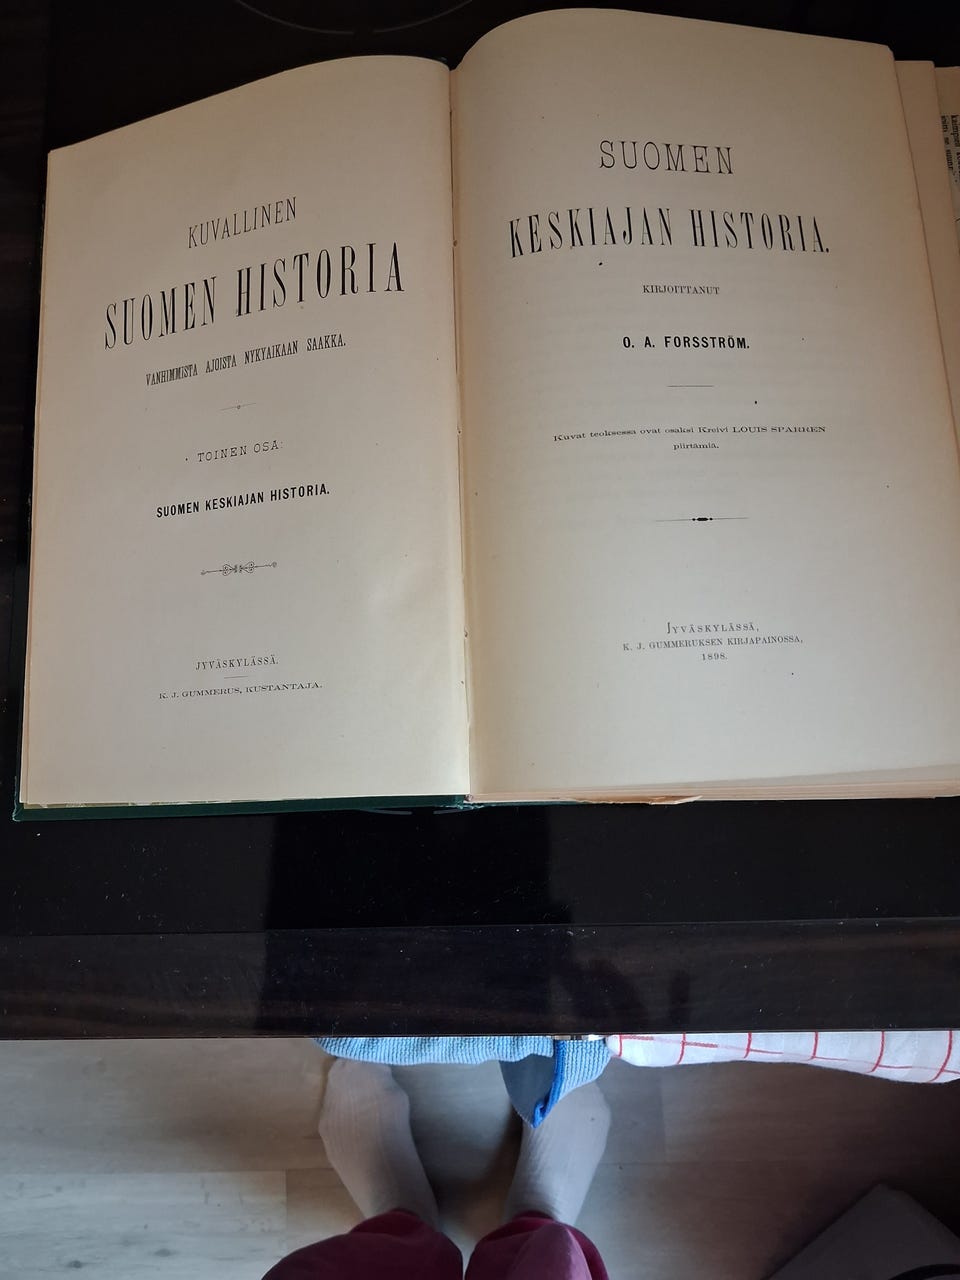 KUVALLINEN
SUOMEN HISTORIA
VANHIMMISTA AJOISTA NYKYAIKAAN SAAKKA.
TOINEN OSA:
SUOMEN KESKIAJAN HISTORIA.
JYVÄSKYLÄSSÄ.
K. J. GUMMERUS, KUSTANTAJA.
SUOMEN
KESKIAJAN HISTORIA.
KIRJOITTANUT
O. A. FORSSTRÖM.
Kuvat teoksessa ovat osaksi Kreivi LOUIS SPARREN
piirtämiä.
JYVÄSKYLÄSSÄ,
K. J. GUMMERUKSEN KIRJAPAINOSSA,
1898.